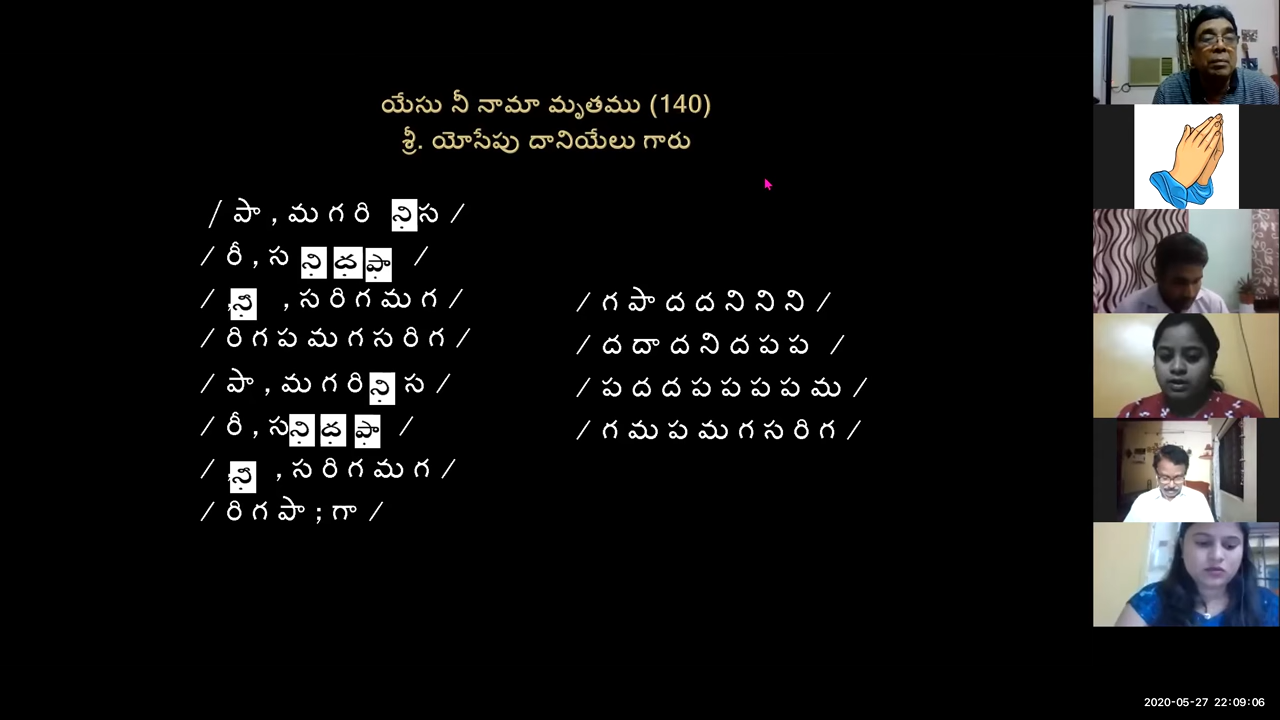 యేసు నీ నామా మృతము (140)
శ్రీ. యోసేపు దానియేలు గారు
/ పా , మ గ రి ని స /
/ రీ , స ని ద పా /
/ , నీ , స రి గ మ గ /
/ రి గ ప మ గ స రి గ /
/ పా , మ గ రి ని స /
/ రీ , స ని ద పా /
/ , నీ , స రి గ మ గ /
/ రి గ పా ; గా /
/ గ పా ద ద ని ని ని /
/ ద దా ద ని ద ప ప /
/ ప ద ద ప ప ప ప మ /
/ గ మ ప మ గ స రి గ /
2020-05-27 22:09:06